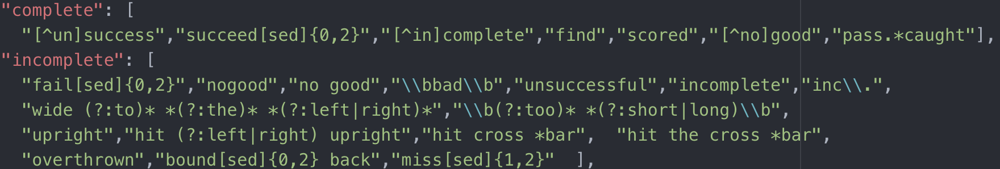 "complete": [
"[^un]success","succeed[sed]{0,2}","[^in]complete","find","scored","[^no]good","pass.*caught"],
"incomplete": [
"fail[sed]{0,2}","nogood","no good","\\bbad\\b","unsuccessful","incomplete","inc\\.",
"wide (?:to)* *(?:the)* *(?:left|right)*","\\b(?:too)* *(?:short|long)\\b",
"upright","hit (?:left|right) upright","hit cross *bar",  "hit the cross *bar",
"overthrown","bound[sed]{0,2} back","miss[sed]{1,2}"  ],